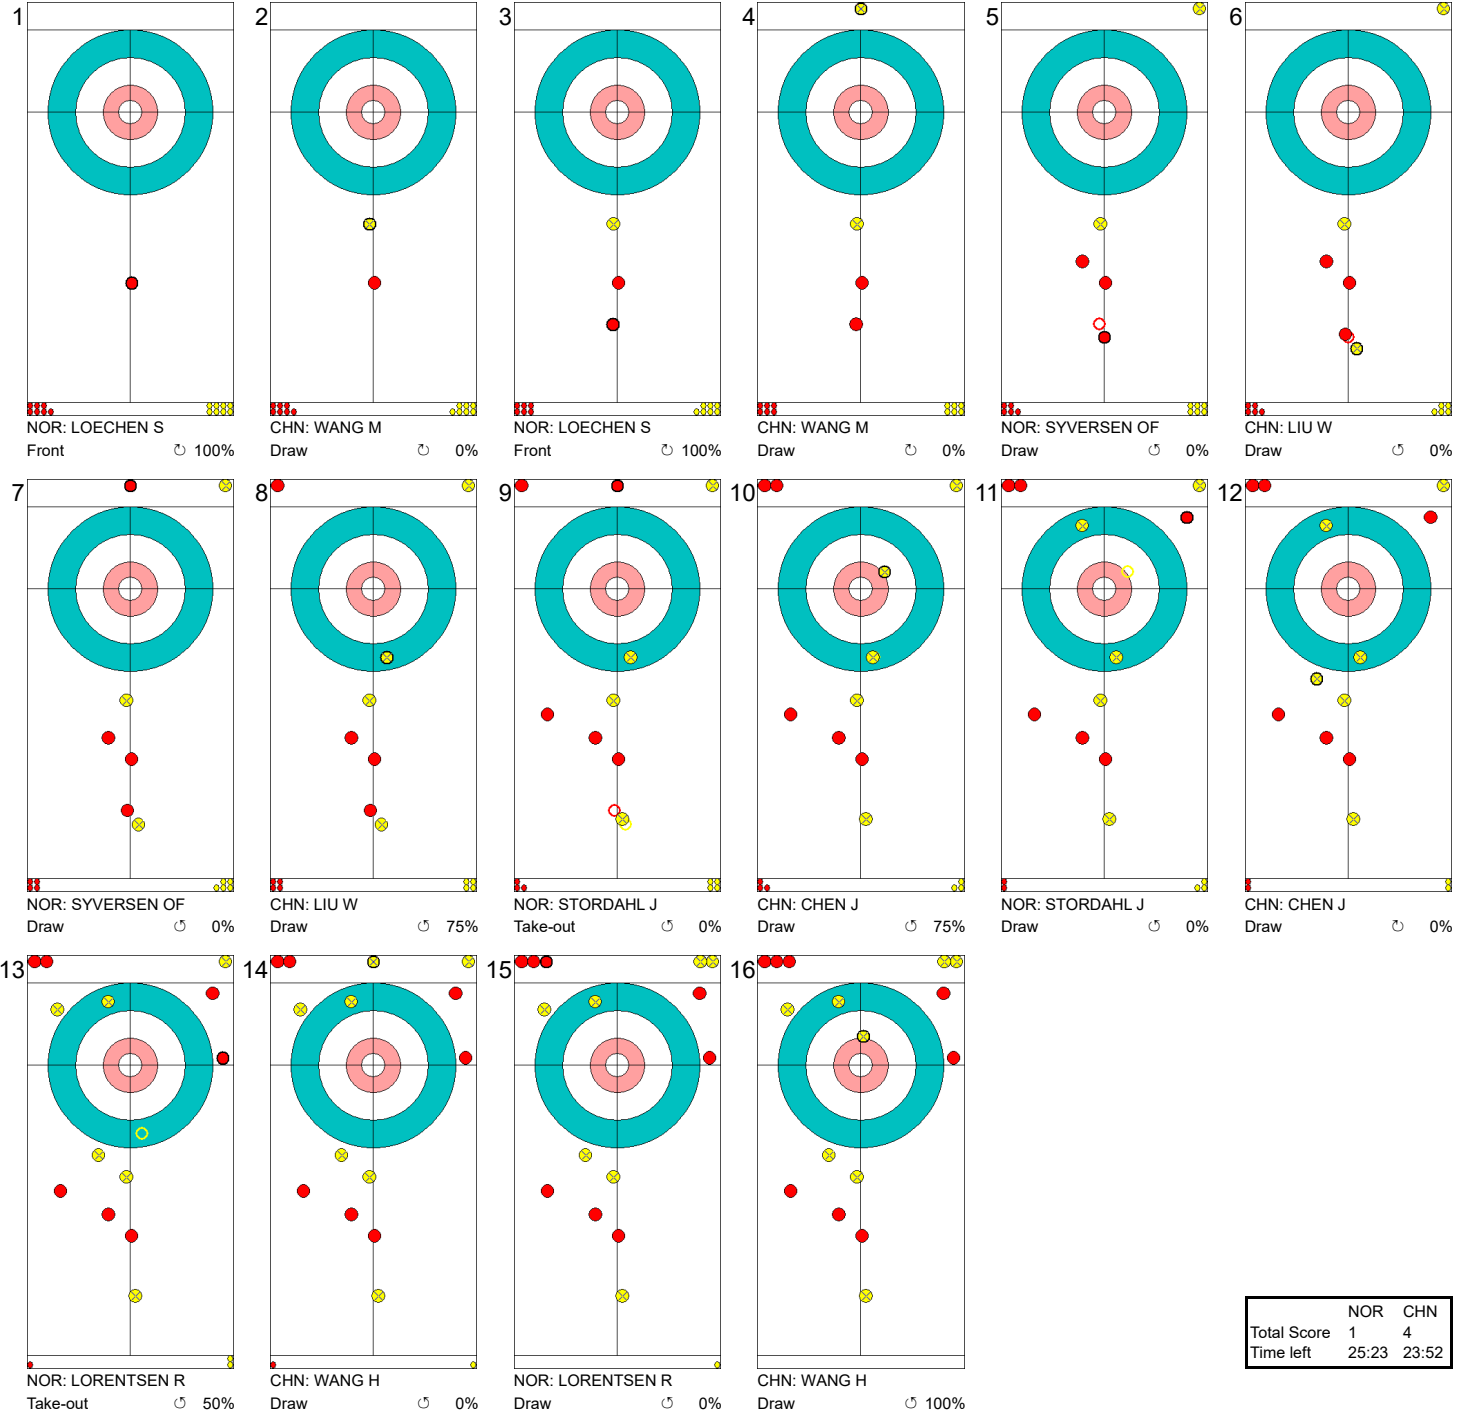 1
NOR: LOECHEN S
Front ↻ 100%
2
CHN: WANG M
Draw ↻ 0%
3
NOR: LOECHEN S
Front ↻ 100%
4
CHN: WANG M
Draw ↻ 0%
5
NOR: SYVERSEN OF
Draw ↺ 0%
6
CHN: LIU W
Draw ↻ 0%
7
NOR: SYVERSEN OF
Draw ↺ 0%
8
CHN: LIU W
Draw ↺ 75%
9
NOR: STORDAHL J
Take-out ↺ 0%
10
CHN: CHEN J
Draw ↺ 75%
11
NOR: STORDAHL J
Draw ↺ 0%
12
CHN: CHEN J
Draw ↻ 0%
13
NOR: LORENTSEN R
Take-out ↺ 50%
14
CHN: WANG H
Draw ↺ 0%
15
NOR: LORENTSEN R
Draw ↺ 0%
16
CHN: WANG H
Draw ↺ 100%
NOR CHN
Total Score 1 4
Time left 25:23 23:52